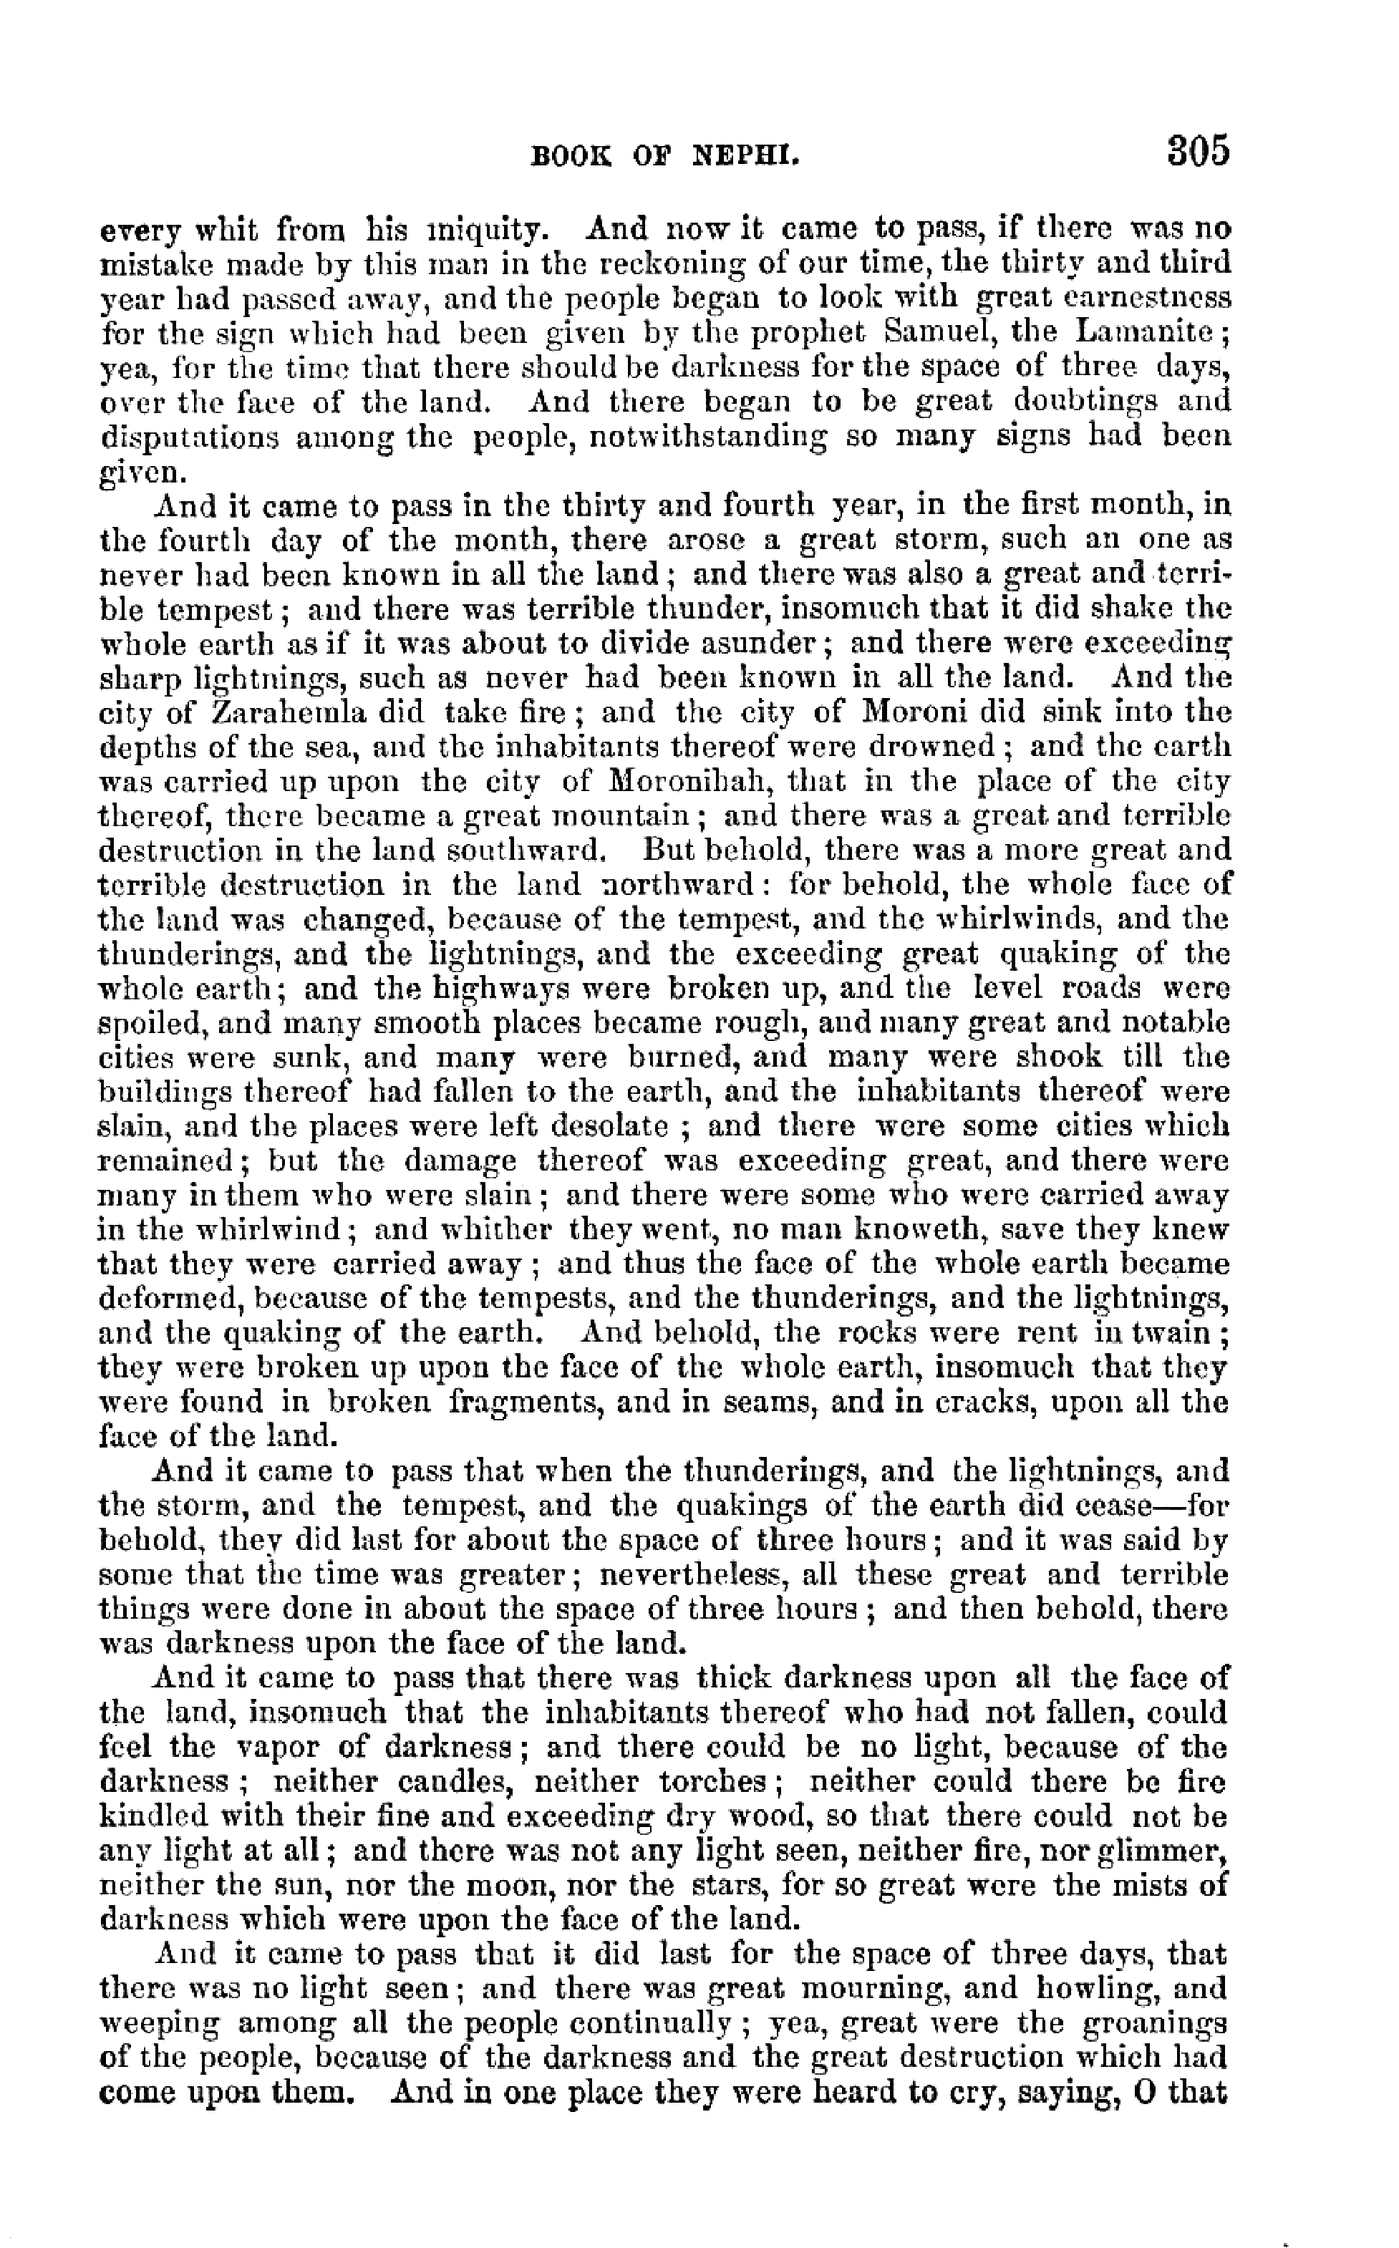 BOOK OF NEPHI. 305
every whit from his iniquity. And now it came to pass, if there was no
mistake made by this man in the reckoning of our time, the thirty and third
year had passed away, and the people began to look with great earnestness
for the sign which had been given by the prophet Samuel, the Lamanite;
yea, for the time that there should be darkness for the space of three days,
over the face of the land. And there began to be great doubtings and
disputations among the people, notwithstanding so many signs had been
given.
And it came to pass in the thirty and fourth year, in the first month, in
the fourth day of the month, there arose a great storm, such an one as
never had been known in all the land; and there was also a great and terri-
ble tempest; and there was terrible thunder, insomuch that it did shake the
whole earth as if it was about to divide asunder; and there were exceeding
sharp lightnings, such as never had been known in all the land. And the
city of Zarahemla did take fire; and the city of Moroni did sink into the
depths of the sea, and the inhabitants thereof were drowned; and the earth
was carried up upon the city of Moronihah, that in the place of the city
thereof, there became a great mountain; and there was a great and terrible
destruction in the land southward. But behold, there was a more great and
terrible destruction in the land northward: for behold, the whole face of
the land was changed, because of the tempest, and the whirlwinds, and the
thunderings, and the lightnings, and the exceeding great quaking of the
whole earth; and the highways were broken up, and the level roads were
spoiled, and many smooth places became rough, and many great and notable
cities were sunk, and many were burned, and many were shook till the
buildings thereof had fallen to the earth, and the inhabitants thereof were
slain, and the places were left desolate; and there were some cities which
remained; but the damage thereof was exceeding great, and there were
many in them who were slain; and there were some who were carried away
in the whirlwind; and whither they went, no man knoweth, save they knew
that they were carried away; and thus the face of the whole earth became
deformed, because of the tempests, and the thunderings, and the lightnings,
and the quaking of the earth. And behold, the rocks were rent in twain;
they were broken up upon the face of the whole earth, insomuch that they
were found in broken fragments, and in seams, and in cracks, upon all the
face of the land.
And it came to pass that when the thunderings, and the lightnings, and
the storm, and the tempest, and the quakings of the earth did cease—for
behold, they did last for about the space of three hours; and it was said by
some that the time was greater; nevertheless, all these great and terrible
things were done in about the space of three hours; and then behold, there
was darkness upon the face of the land.
And it came to pass that there was thick darkness upon all the face of
the land, insomuch that the inhabitants thereof who had not fallen, could
feel the vapor of darkness; and there could be no light, because of the
darkness; neither candles, neither torches; neither could there be fire
kindled with their fine and exceeding dry wood, so that there could not be
any light at all; and there was not any light seen, neither fire, nor glimmer,
neither the sun, nor the moon, nor the stars, for so great were the mists of
darkness which were upon the face of the land.
And it came to pass that it did last for the space of three days, that
there was no light seen; and there was great mourning, and howling, and
weeping among all the people continually; yea, great were the groanings
of the people, because of the darkness and the great destruction which had
come upon them. And in one place they were heard to cry, saying, O that